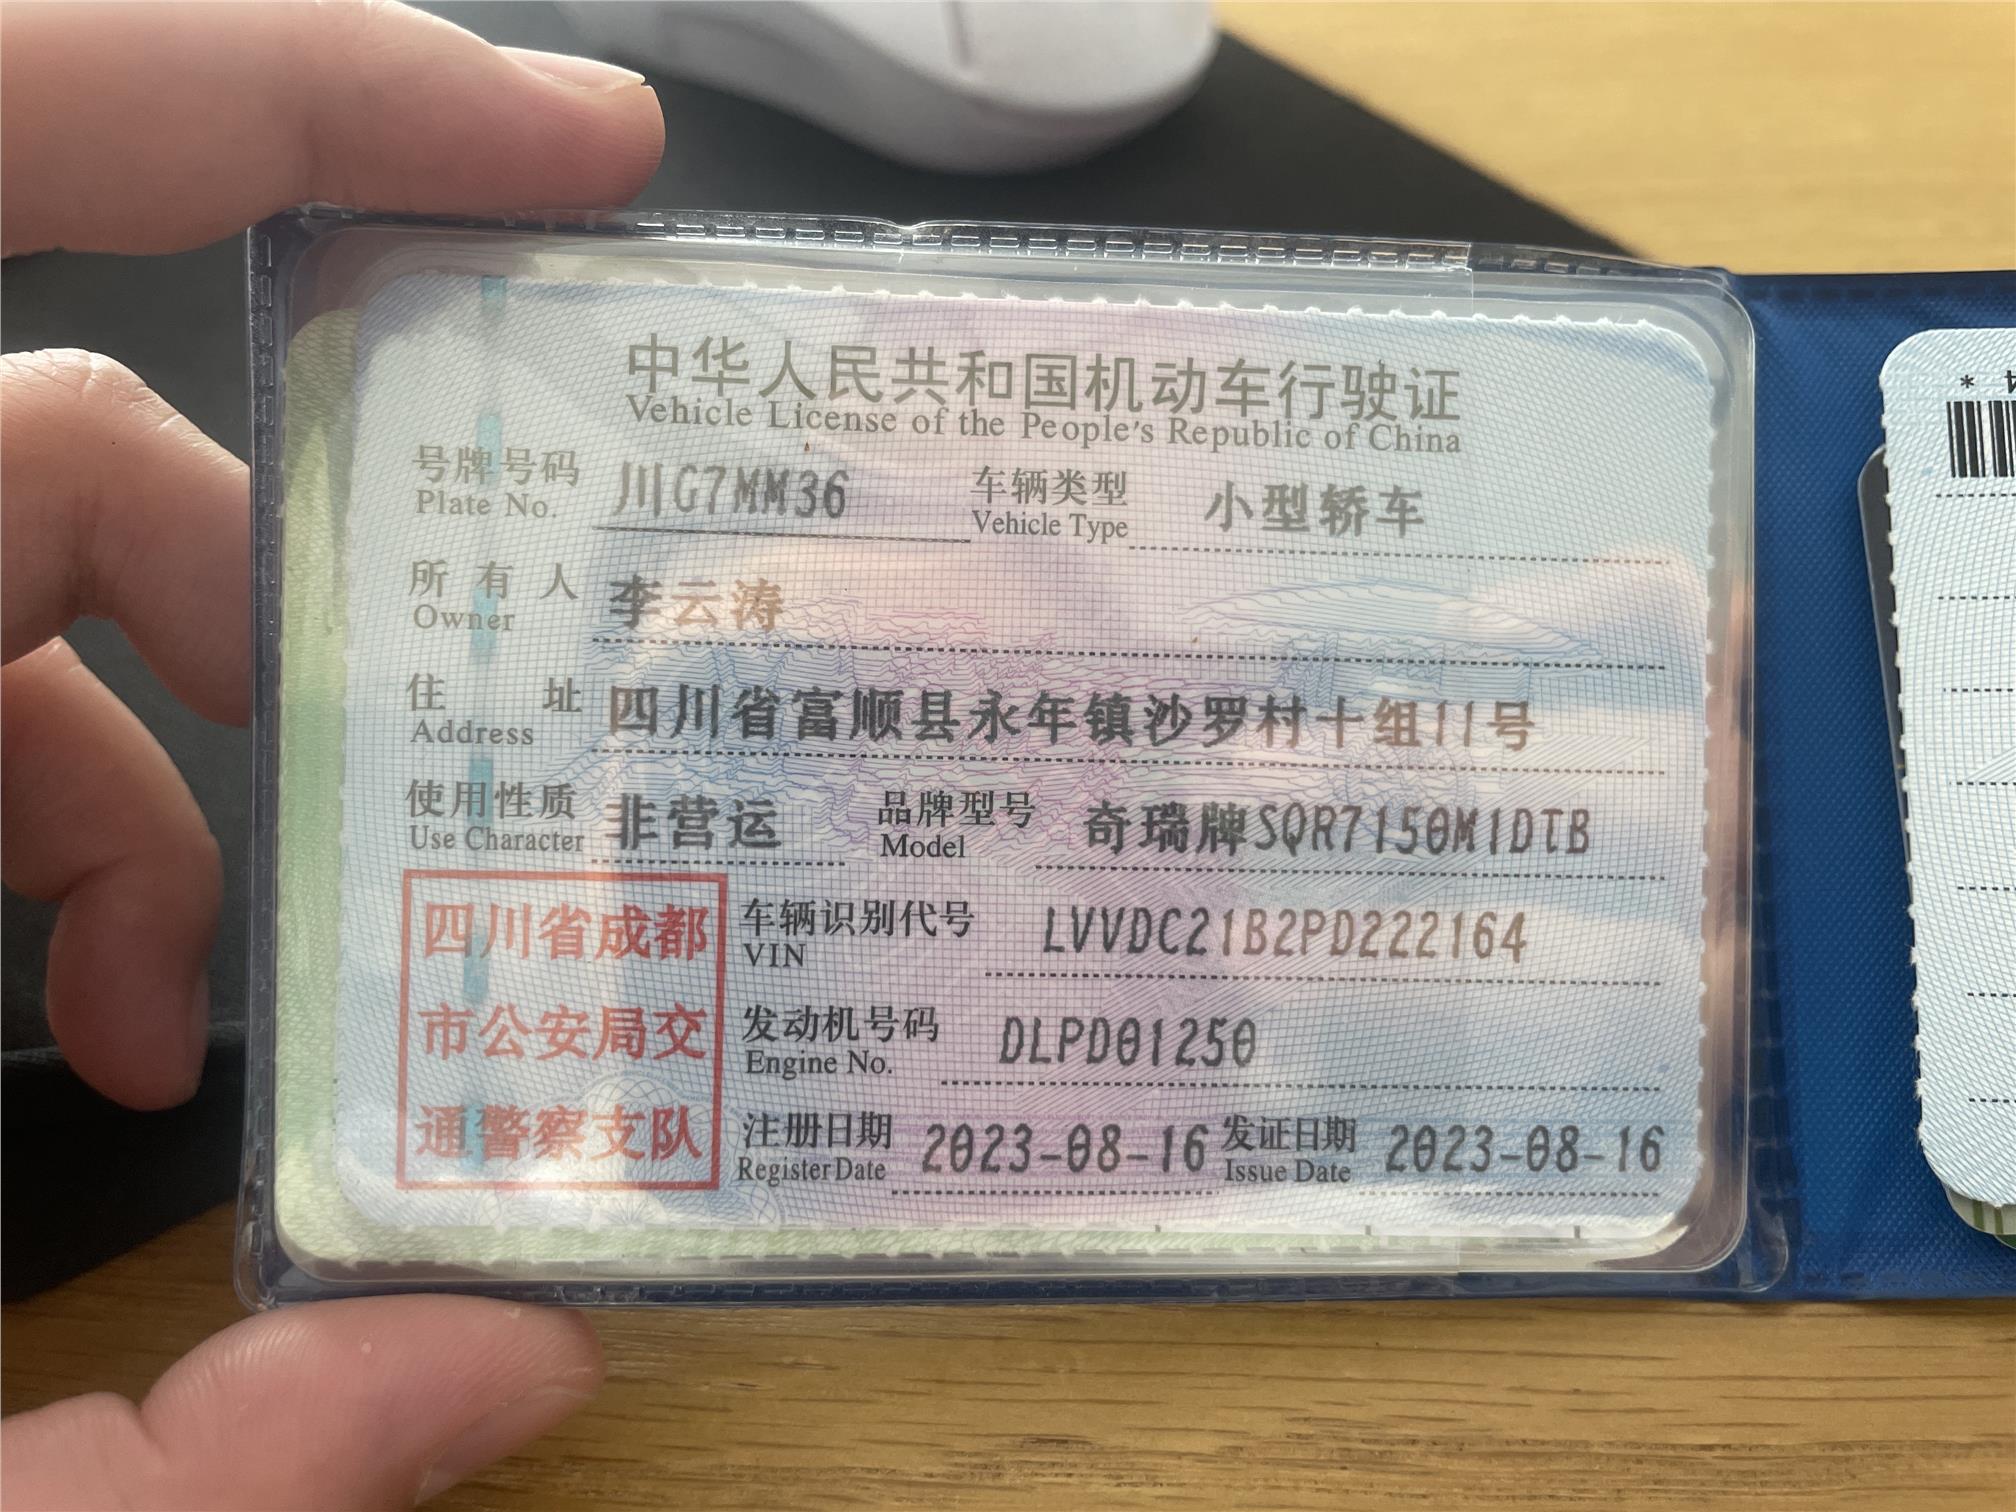 中华人民共和国机动车行驶证
Vehicle License of the People's Republic of China
号牌号码 川G7MM36 车辆类型 小型轿车
Plate No. Vehicle Type
所有人 李云涛
Owner
住址 四川省富顺县永年镇沙罗村十组11号
Address
使用性质 非营运 品牌型号 奇瑞牌SQR7150M1DTB
Use Character Model
四川省成都
市公安局交
通警察支队
车辆识别代号 LVVDC21B2PD222164
VIN
发动机号码 DLPD01250
Engine No.
注册日期 2023-08-16 发证日期 2023-08-16
Register Date Issue Date
*